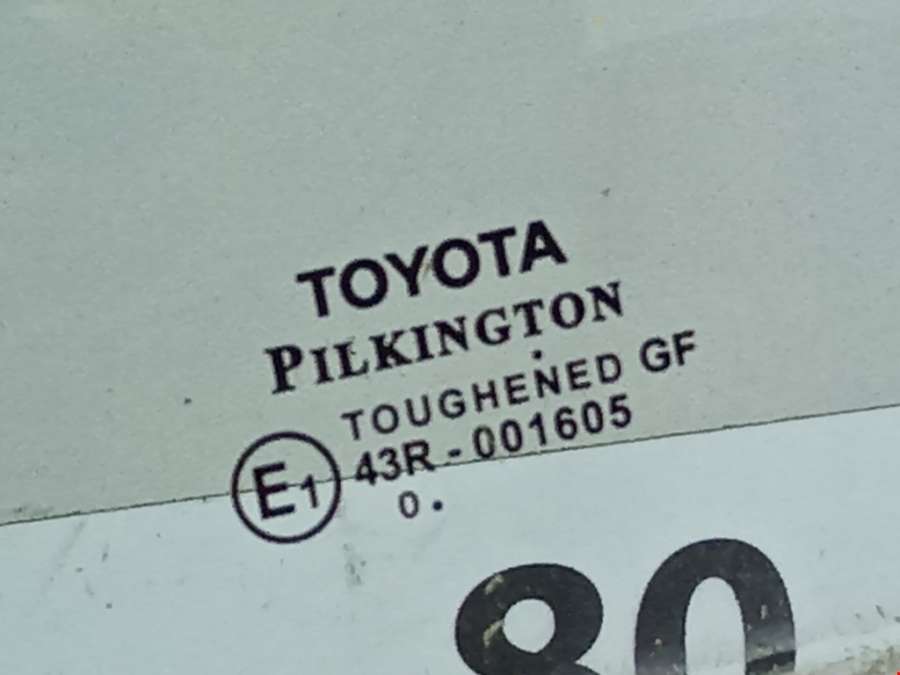 TOYOTA
PILKINGTON
TOUGHENED GF
E1 43R - 001605
0 .
80